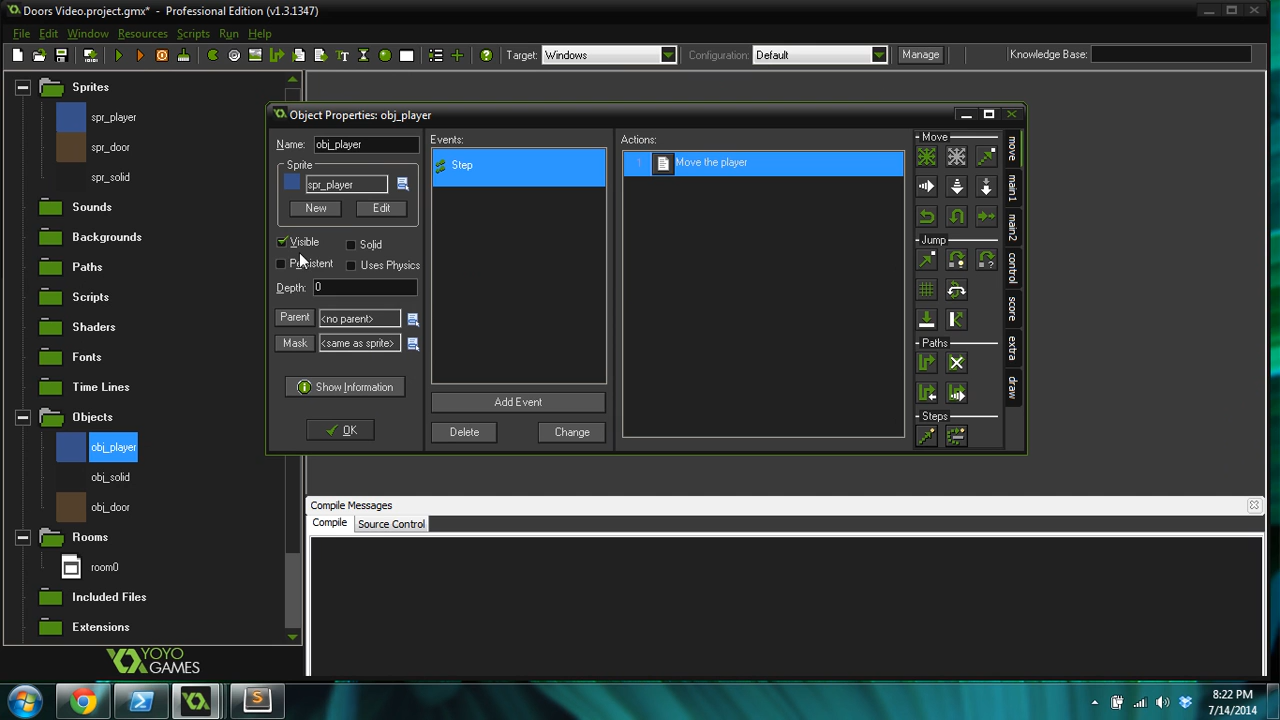 Doors Video.project.gmx* - Professional Edition (v1.3.1347)
File Edit Window Resources Scripts Run Help
Target: Windows Configuration: Default Manage Knowledge Base:
Sprites
spr_player
spr_door
spr_solid
Sounds
Backgrounds
Paths
Scripts
Shaders
Fonts
Time Lines
Objects
obj_player
obj_solid
obj_door
Rooms
room0
Included Files
Extensions
YOYO
GAMES
Object Properties: obj_player
Name: obj_player
Sprite
spr_player
New Edit
Visible Solid
Persistent Uses Physics
Depth: 0
Parent <no parent>
Mask <same as sprite>
Show Information
OK
Events:
Step
Add Event
Delete Change
Actions:
1 Move the player
Move
Jump
Paths
Steps
move
main1
main2
control
score
extra
draw
Compile Messages
Compile Source Control
8:22 PM
7/14/2014